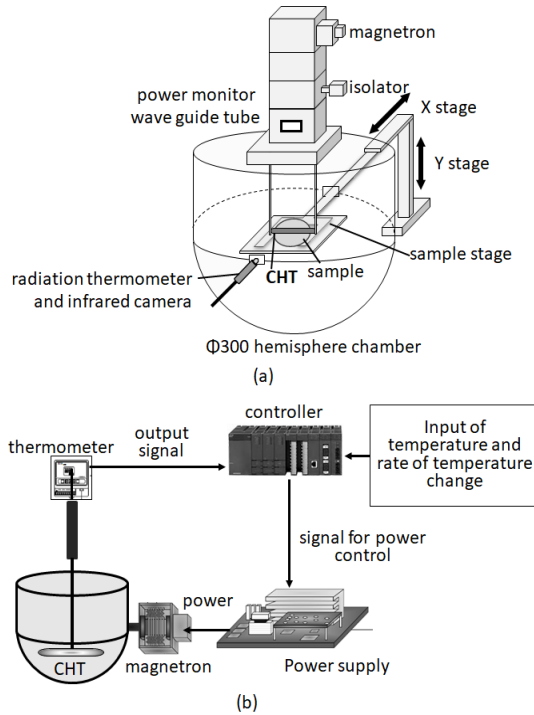 magnetron
isolator
power monitor
wave guide tube
X stage
Y stage
sample stage
sample
CHT
radiation thermometer
and infrared camera
Φ300 hemisphere chamber
(a)
controller
thermometer
output
signal
Input of
temperature and
rate of temperature
change
signal for power
control
power
CHT
magnetron
Power supply
(b)